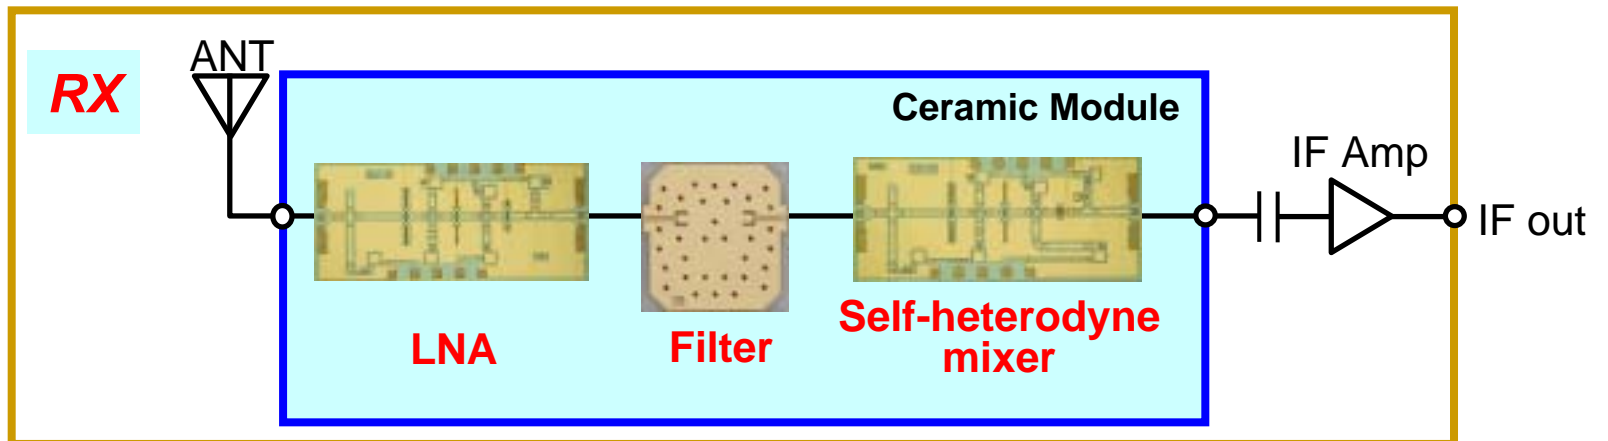 RX
ANT
Ceramic Module
IF Amp
IF out
LNA
Filter
Self-heterodyne
mixer